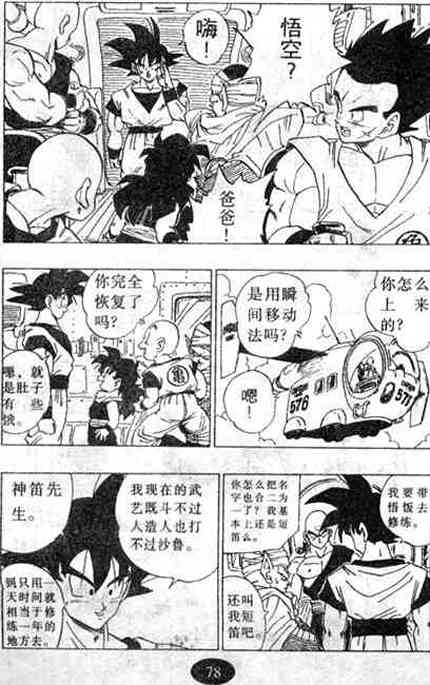 悟空?
嗨!
爸爸!
你怎么
上来
的?
是用瞬
间移动
法吗?
嗯!
576
571
你完全
恢复了
吗?
嗯,就
是肚子
有些
饿。
我要带
悟饭去
修练。
你怎么把名
字也合二为
一了?我基
本上还是短
笛么。
还叫
我短
笛吧。
我现在的武
艺既斗不过
人造人也打
不过沙鲁。
神笛先
生。
到只用一
天时间就
相当于修
练一年的
地方去。
78